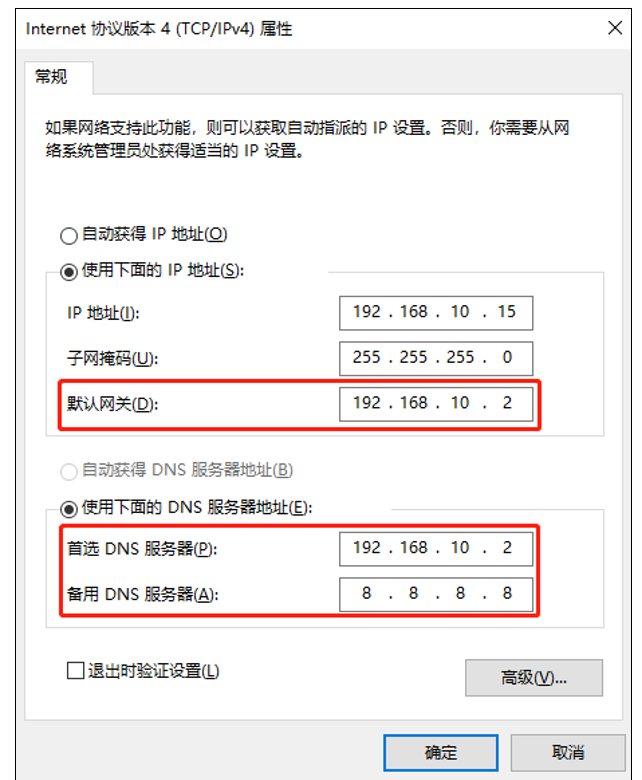 Internet 协议版本 4 (TCP/IPv4) 属性
常规
如果网络支持此功能，则可以获取自动指派的 IP 设置。否则，你需要从网
络系统管理员处获得适当的 IP 设置。
自动获得 IP 地址(O)
使用下面的 IP 地址(S):
IP 地址(I): 192 . 168 . 10 . 15
子网掩码(U): 255 . 255 . 255 . 0
默认网关(D): 192 . 168 . 10 . 2
自动获得 DNS 服务器地址(B)
使用下面的 DNS 服务器地址(E):
首选 DNS 服务器(P): 192 . 168 . 10 . 2
备用 DNS 服务器(A): 8 . 8 . 8 . 8
退出时验证设置(L)
高级(V)...
确定 取消